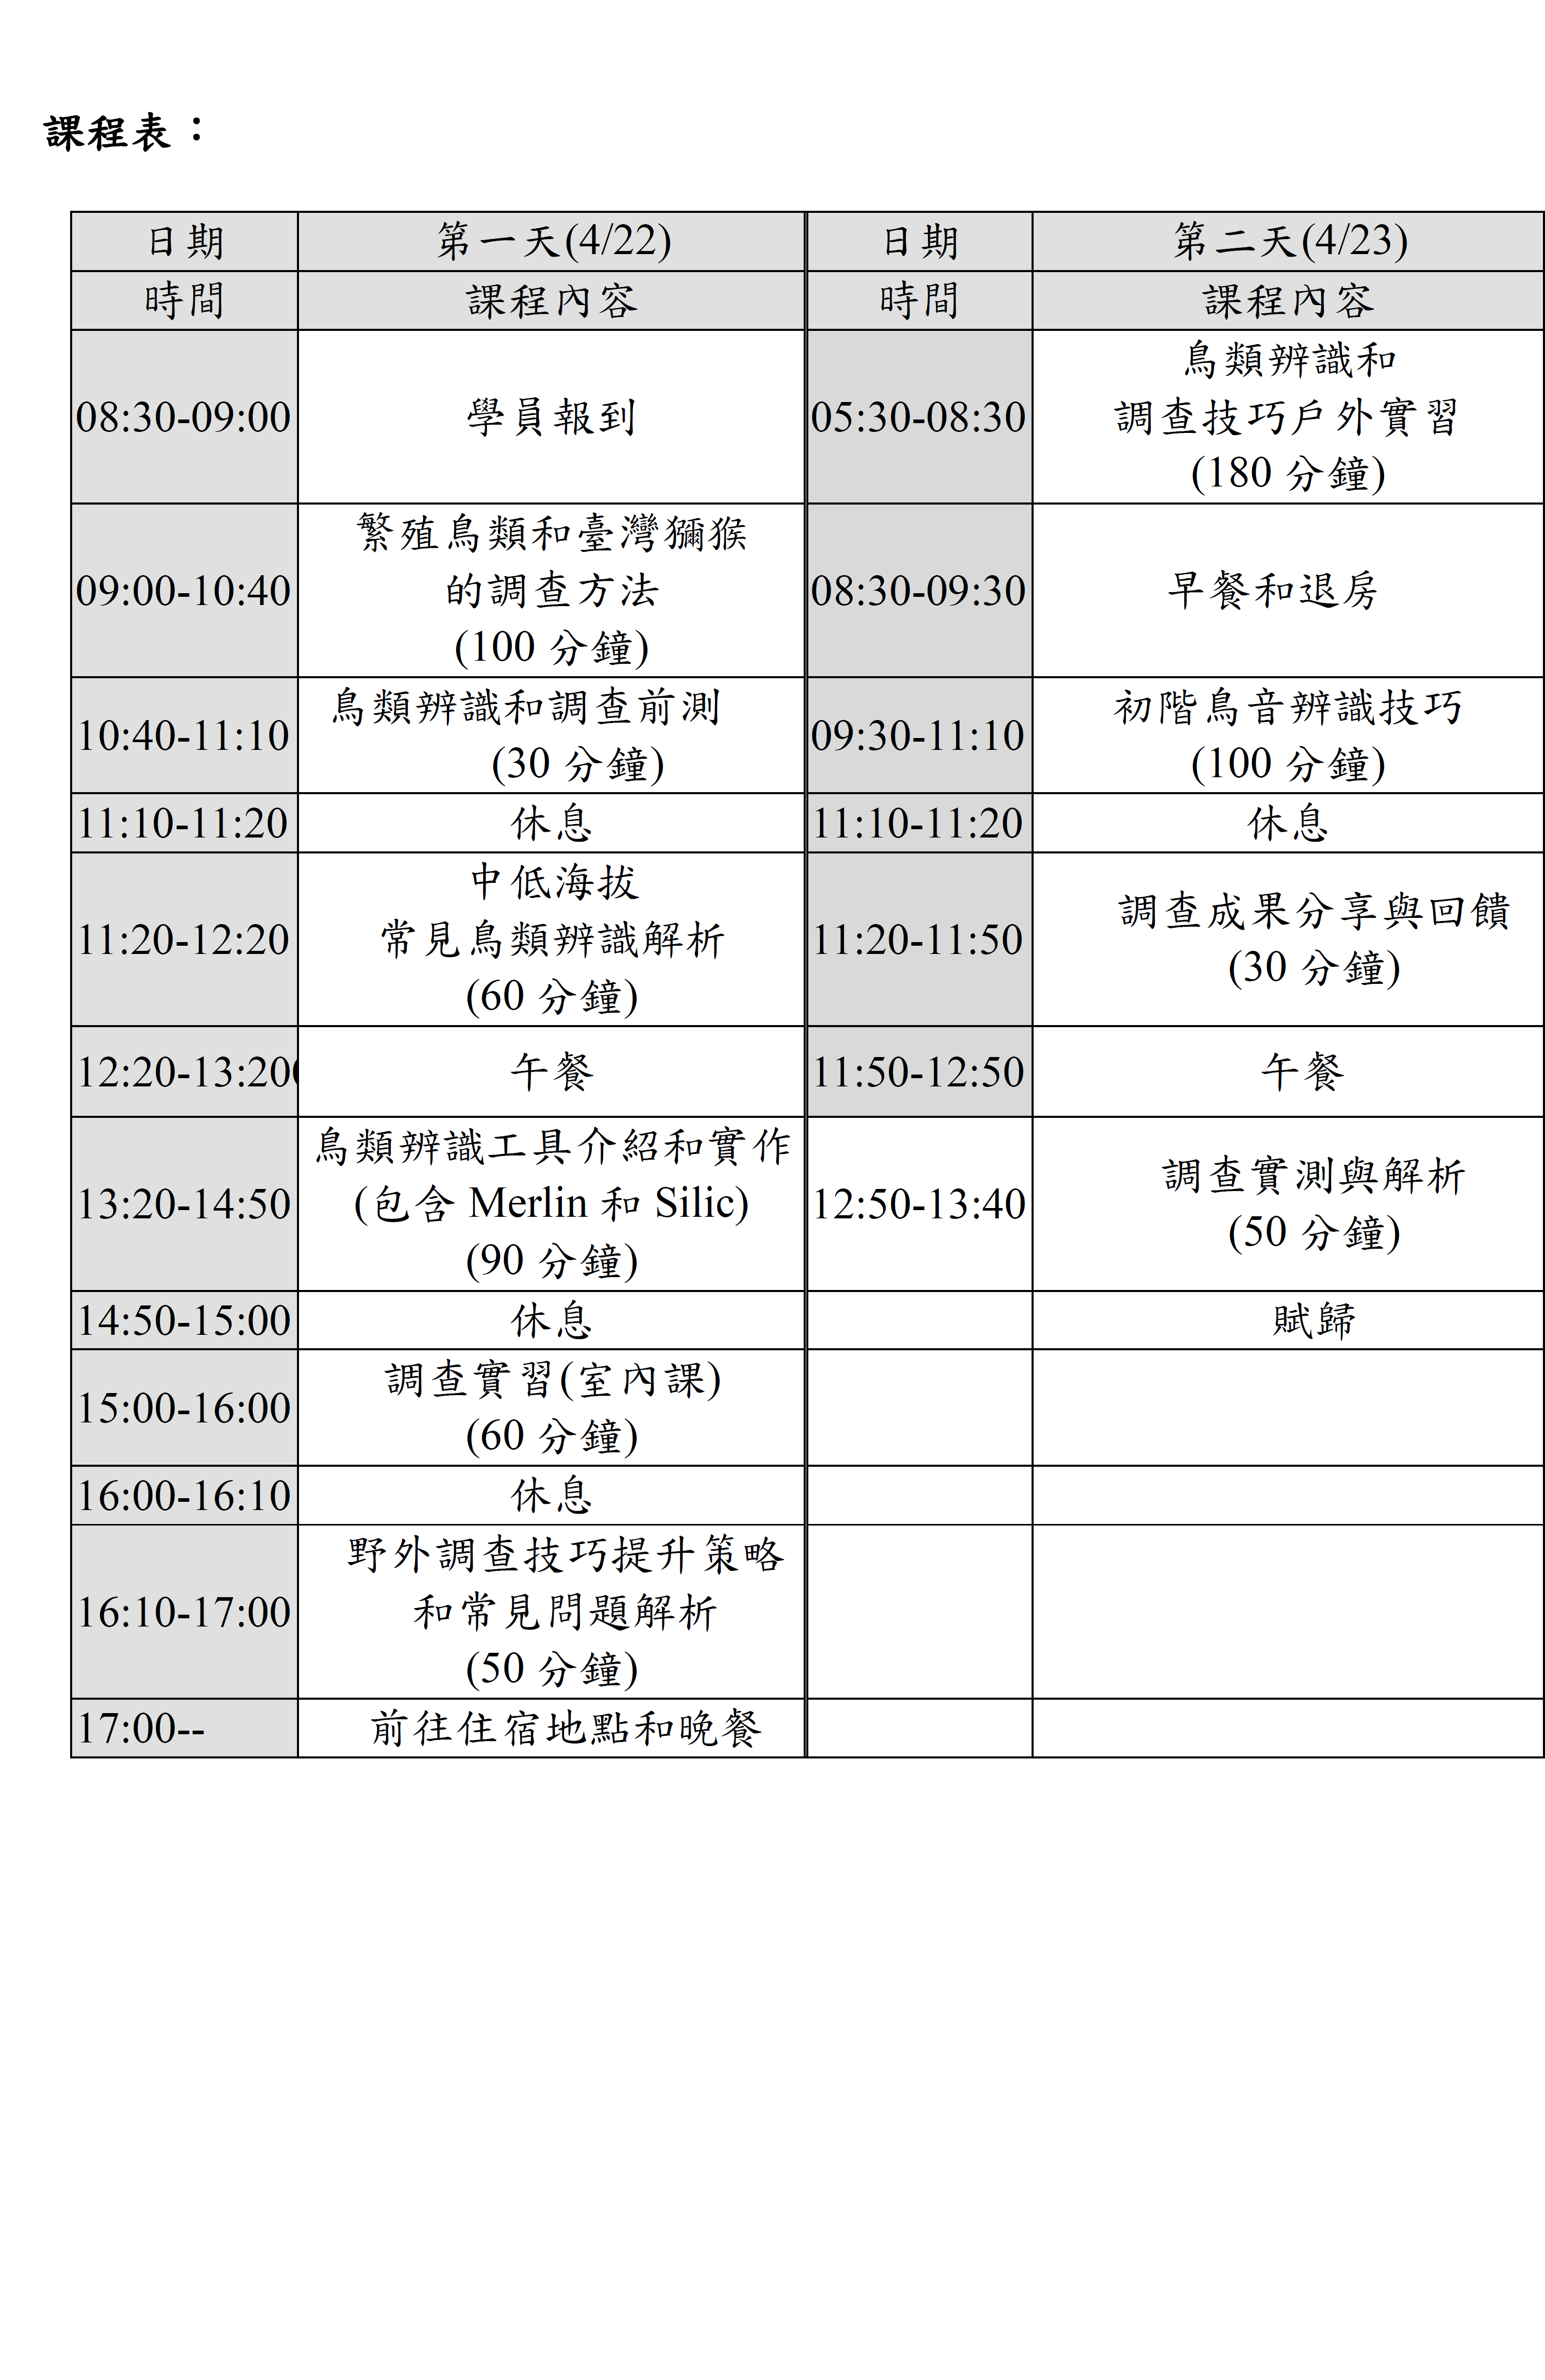 課程表：
日期 第一天(4/22) 日期 第二天(4/23)
時間 課程內容 時間 課程內容
08:30-09:00 學員報到 05:30-08:30 鳥類辨識和
調查技巧戶外實習
(180 分鐘)
09:00-10:40 繁殖鳥類和臺灣獼猴
的調查方法
(100 分鐘)
08:30-09:30 早餐和退房
10:40-11:10 鳥類辨識和調查前測
(30 分鐘)
09:30-11:10 初階鳥音辨識技巧
(100 分鐘)
11:10-11:20 休息 11:10-11:20 休息
11:20-12:20 中低海拔
常見鳥類辨識解析
(60 分鐘)
11:20-11:50 調查成果分享與回饋
(30 分鐘)
12:20-13:20 午餐 11:50-12:50 午餐
13:20-14:50 鳥類辨識工具介紹和實作
(包含 Merlin 和 Silic)
(90 分鐘)
12:50-13:40 調查實測與解析
(50 分鐘)
14:50-15:00 休息 賦歸
15:00-16:00 調查實習(室內課)
(60 分鐘)
16:00-16:10 休息
16:10-17:00 野外調查技巧提升策略
和常見問題解析
(50 分鐘)
17:00-- 前往住宿地點和晚餐